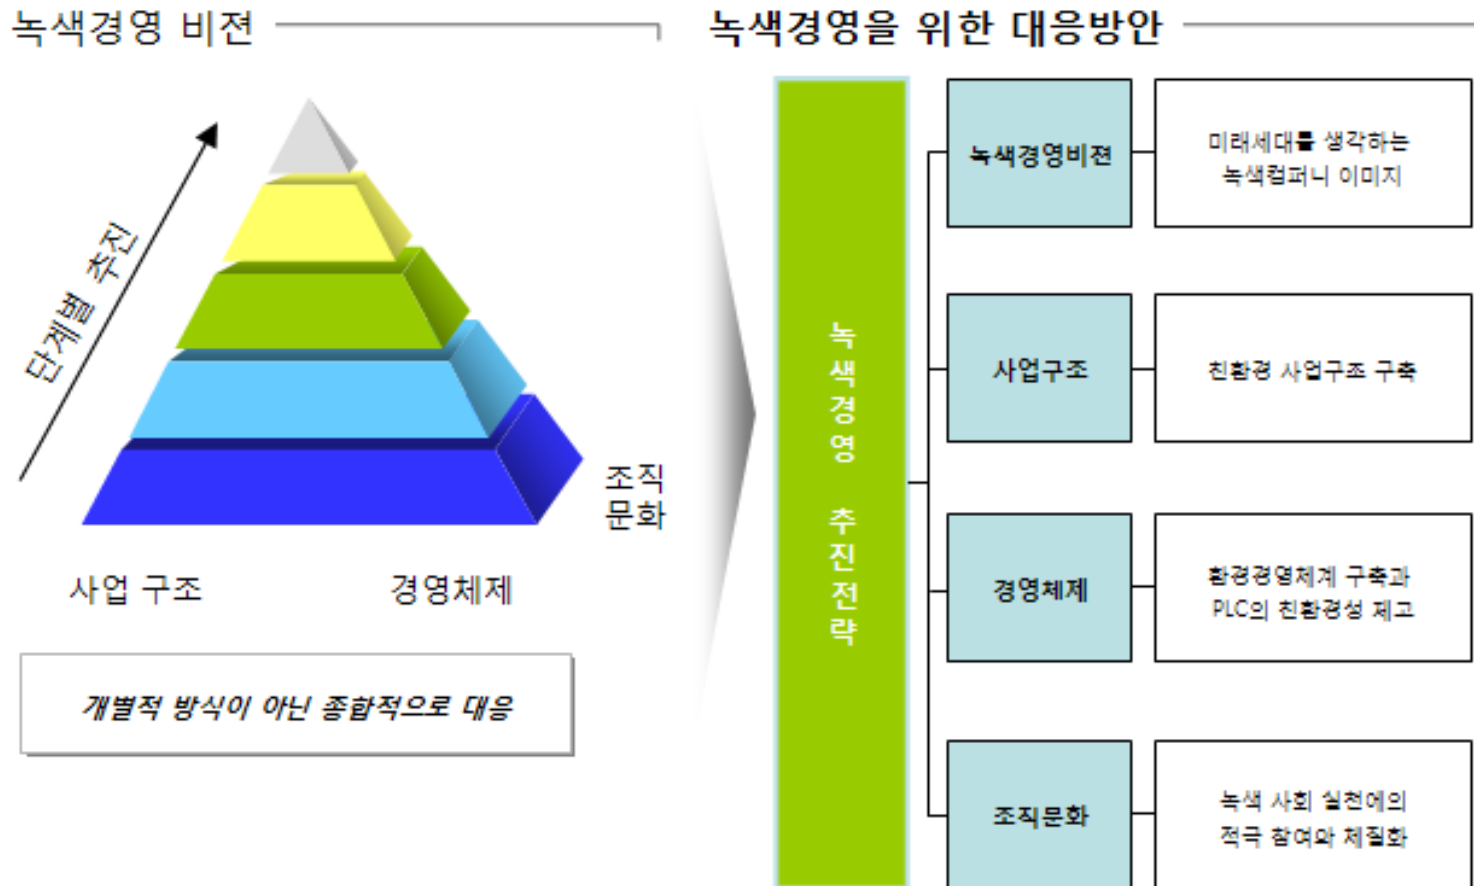 녹색경영 비젼
단계별 추진
조직
문화
사업 구조
경영체제
개별적 방식이 아닌 종합적으로 대응
녹색경영을 위한 대응방안
녹색경영 추진전략
녹색경영비젼
미래세대를 생각하는
녹색컴퍼니 이미지
사업구조
친환경 사업구조 구축
경영체제
환경경영체계 구축과
PLC의 친환경성 제고
조직문화
녹색 사회 실천에의
적극 참여와 체질화